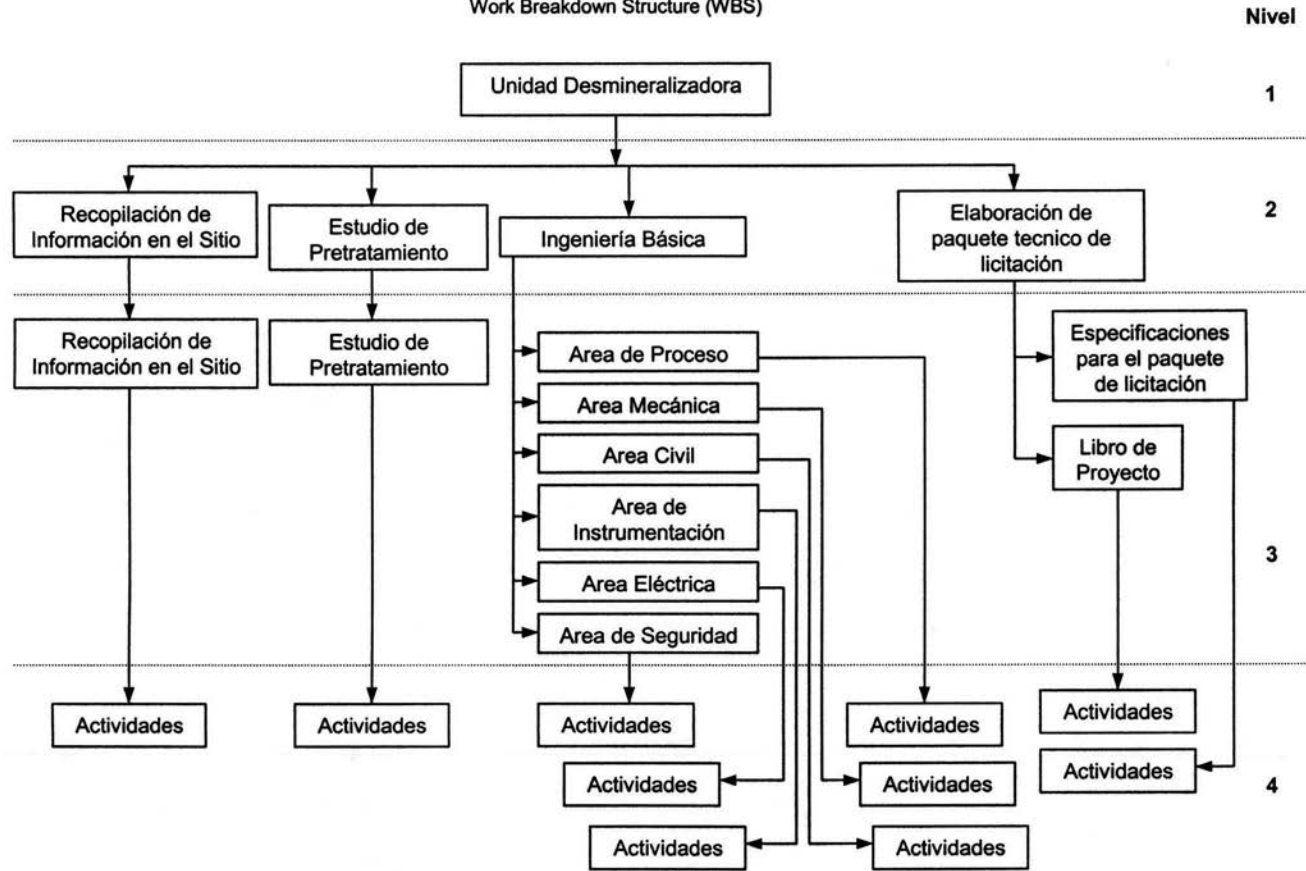 Work Breakdown Structure (WBS)
Nivel
Unidad Desmineralizadora
1
Recopilación de
Información en el Sitio
Estudio de
Pretratamiento
Ingeniería Básica
Elaboración de
paquete tecnico de
licitación
2
Recopilación de
Información en el Sitio
Estudio de
Pretratamiento
Area de Proceso
Area Mecánica
Area Civil
Area de
Instrumentación
Area Eléctrica
Area de Seguridad
Especificaciones
para el paquete
de licitación
Libro de
Proyecto
3
Actividades
Actividades
Actividades
Actividades
Actividades
Actividades
Actividades
Actividades
Actividades
Actividades
4